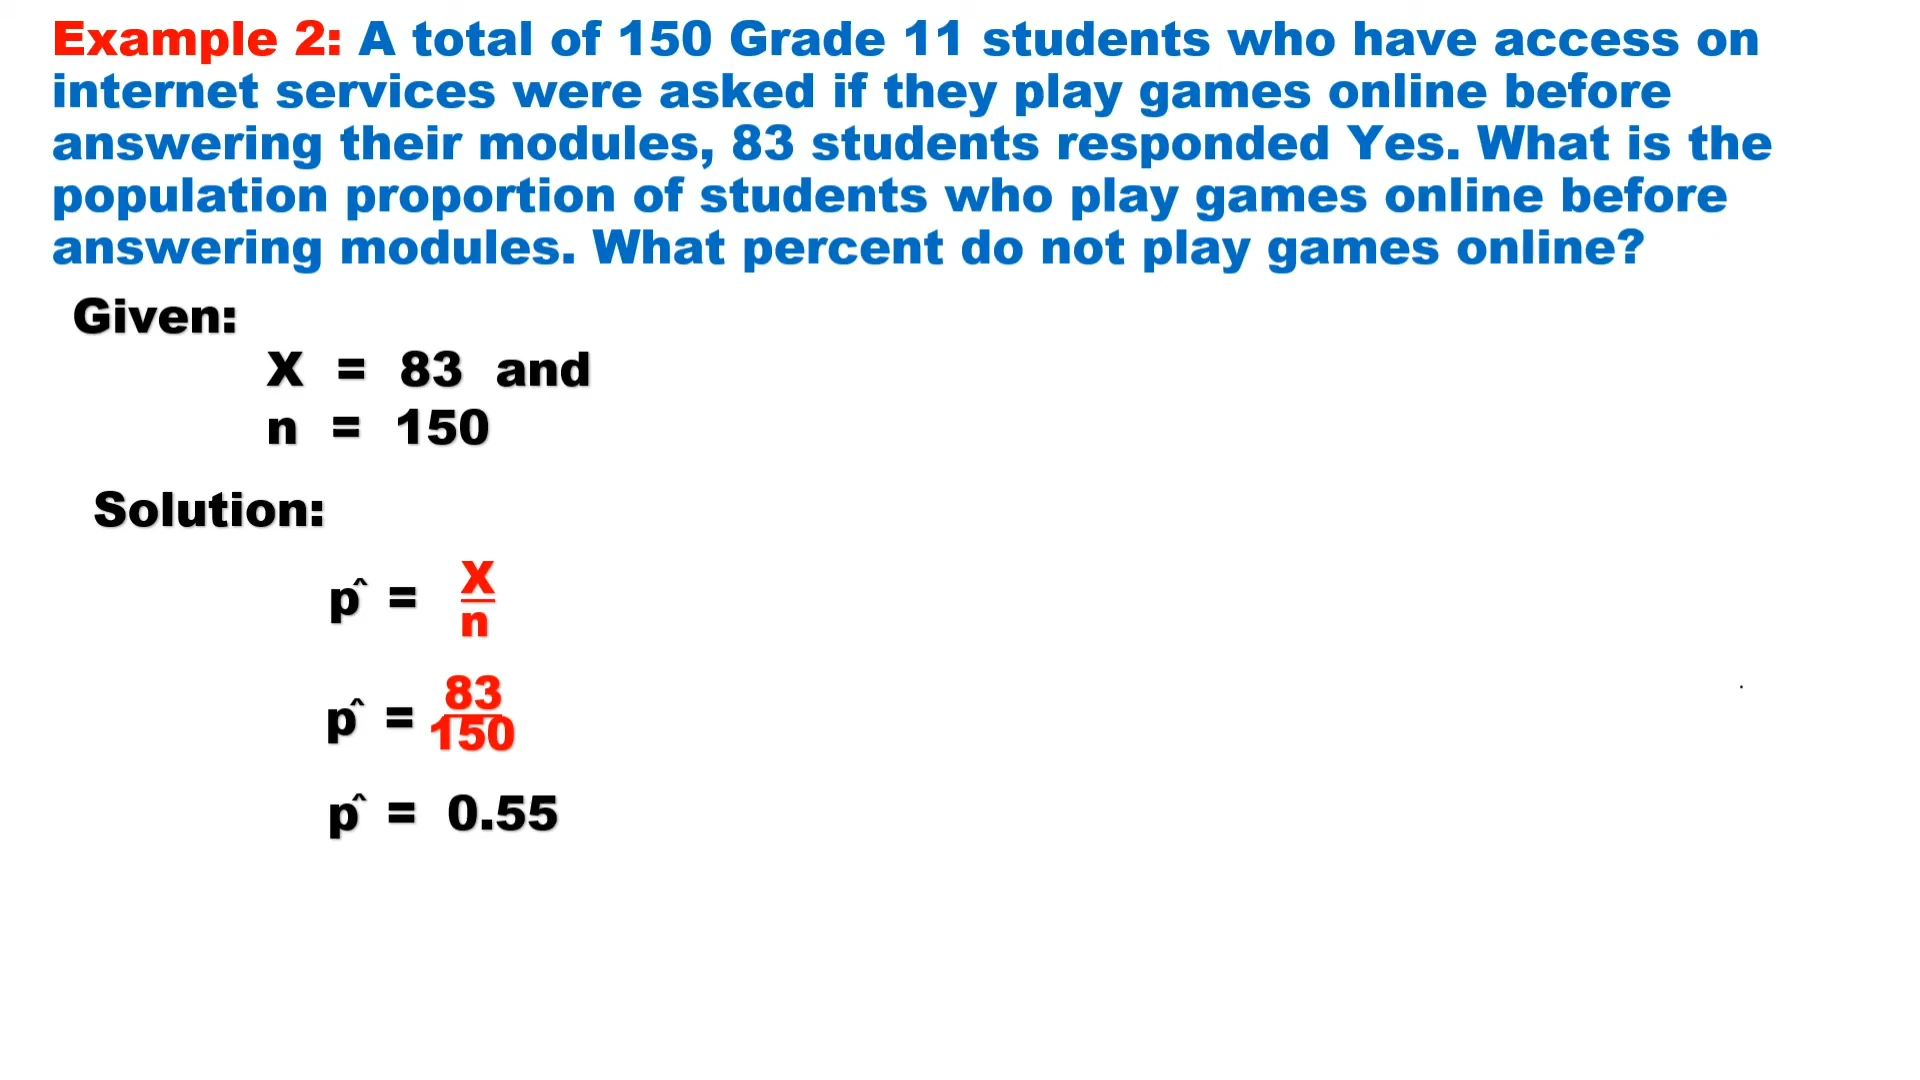 Example 2: A total of 150 Grade 11 students who have access on
internet services were asked if they play games online before
answering their modules, 83 students responded Yes. What is the
population proportion of students who play games online before
answering modules. What percent do not play games online?
Given:
X = 83 and
n = 150
Solution:
p̂ = X
n
p̂ = 83
150
p̂ = 0.55